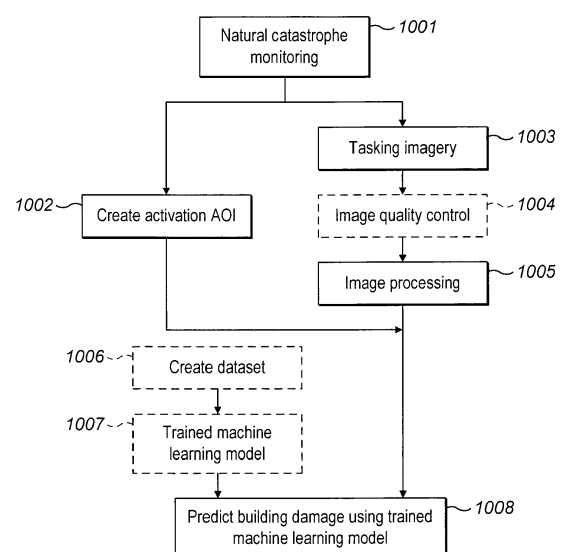 Natural catastrophe
monitoring
1001
Tasking imagery
1003
1002
Create activation AOI
Image quality control
1004
Image processing
1005
1006
Create dataset
1007
Trained machine
learning model
1008
Predict building damage using trained
machine learning model